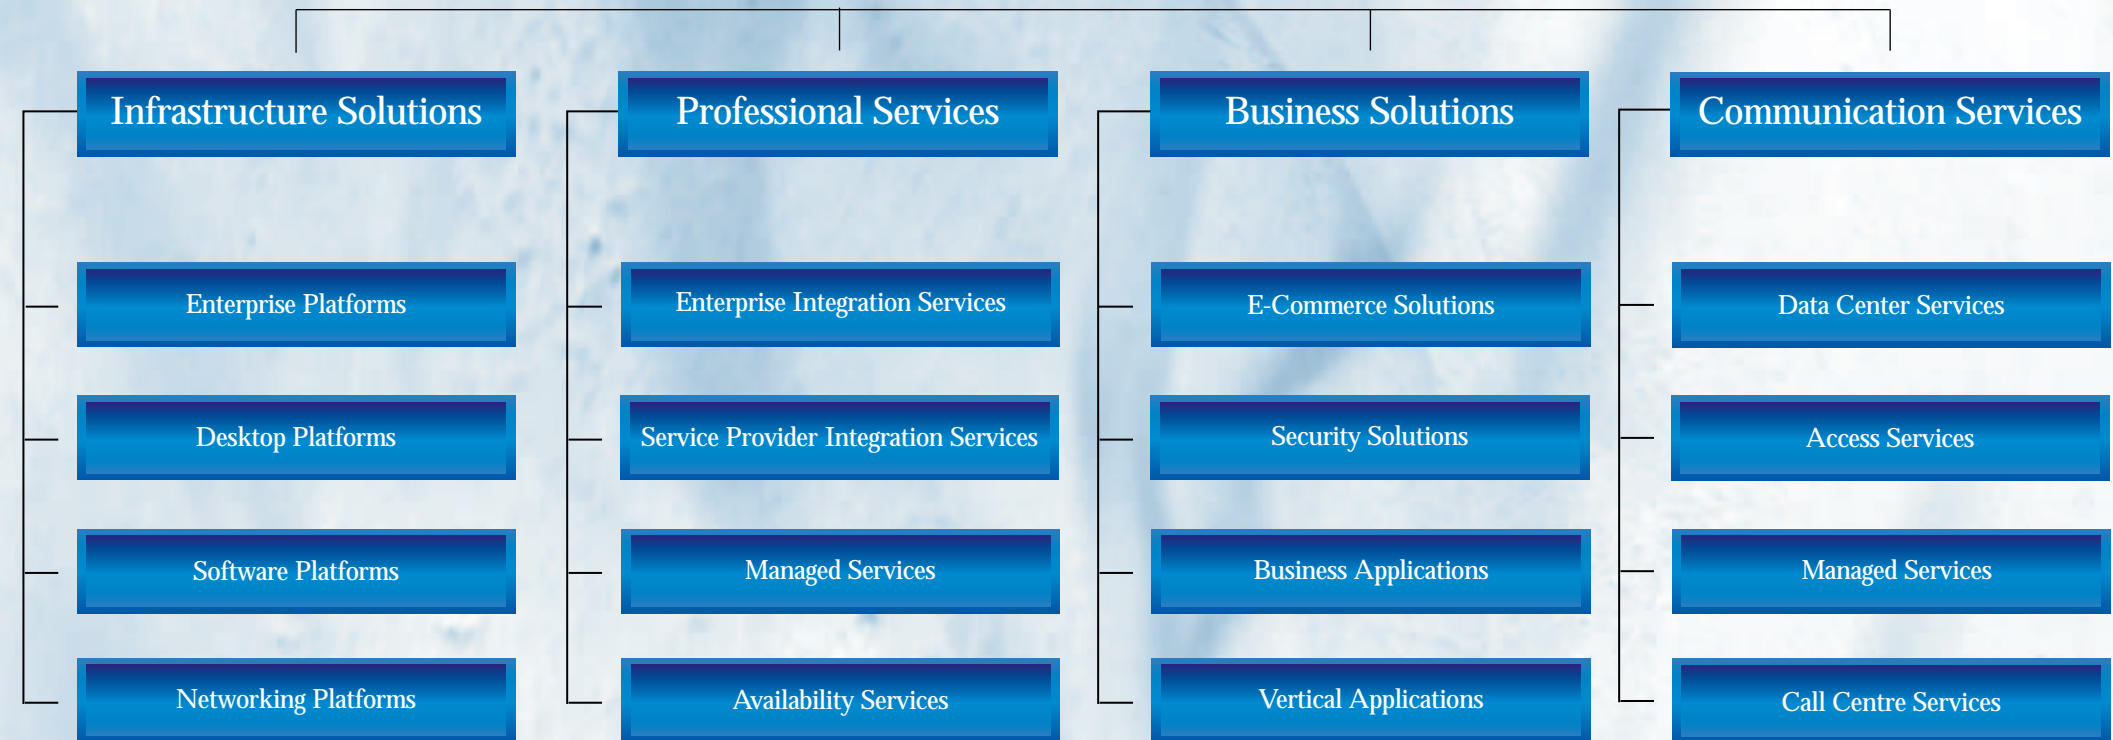 Infrastructure Solutions
Enterprise Platforms
Desktop Platforms
Software Platforms
Networking Platforms
Professional Services
Enterprise Integration Services
Service Provider Integration Services
Managed Services
Availability Services
Business Solutions
E-Commerce Solutions
Security Solutions
Business Applications
Vertical Applications
Communication Services
Data Center Services
Access Services
Managed Services
Call Centre Services